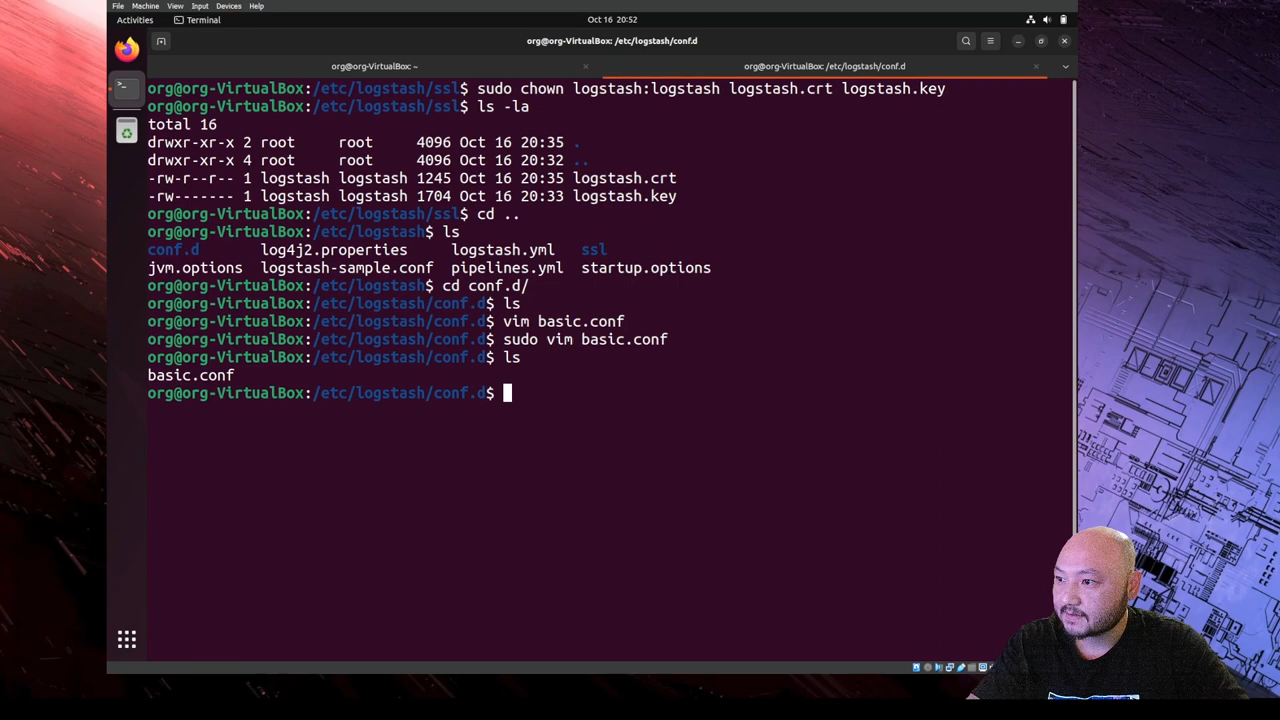 File Machine View Input Devices Help
Activities Terminal Oct 16 20:52
org@org-VirtualBox: /etc/logstash/conf.d
org@org-VirtualBox: ~ × org@org-VirtualBox: /etc/logstash/conf.d ×
org@org-VirtualBox:/etc/logstash/ssl$ sudo chown logstash:logstash logstash.crt logstash.key
org@org-VirtualBox:/etc/logstash/ssl$ ls -la
total 16
drwxr-xr-x 2 root root 4096 Oct 16 20:35 .
drwxr-xr-x 4 root root 4096 Oct 16 20:32 ..
-rw-r--r-- 1 logstash logstash 1245 Oct 16 20:35 logstash.crt
-rw------- 1 logstash logstash 1704 Oct 16 20:33 logstash.key
org@org-VirtualBox:/etc/logstash/ssl$ cd ..
org@org-VirtualBox:/etc/logstash$ ls
conf.d log4j2.properties logstash.yml ssl
jvm.options logstash-sample.conf pipelines.yml startup.options
org@org-VirtualBox:/etc/logstash$ cd conf.d/
org@org-VirtualBox:/etc/logstash/conf.d$ ls
org@org-VirtualBox:/etc/logstash/conf.d$ vim basic.conf
org@org-VirtualBox:/etc/logstash/conf.d$ sudo vim basic.conf
org@org-VirtualBox:/etc/logstash/conf.d$ ls
basic.conf
org@org-VirtualBox:/etc/logstash/conf.d$